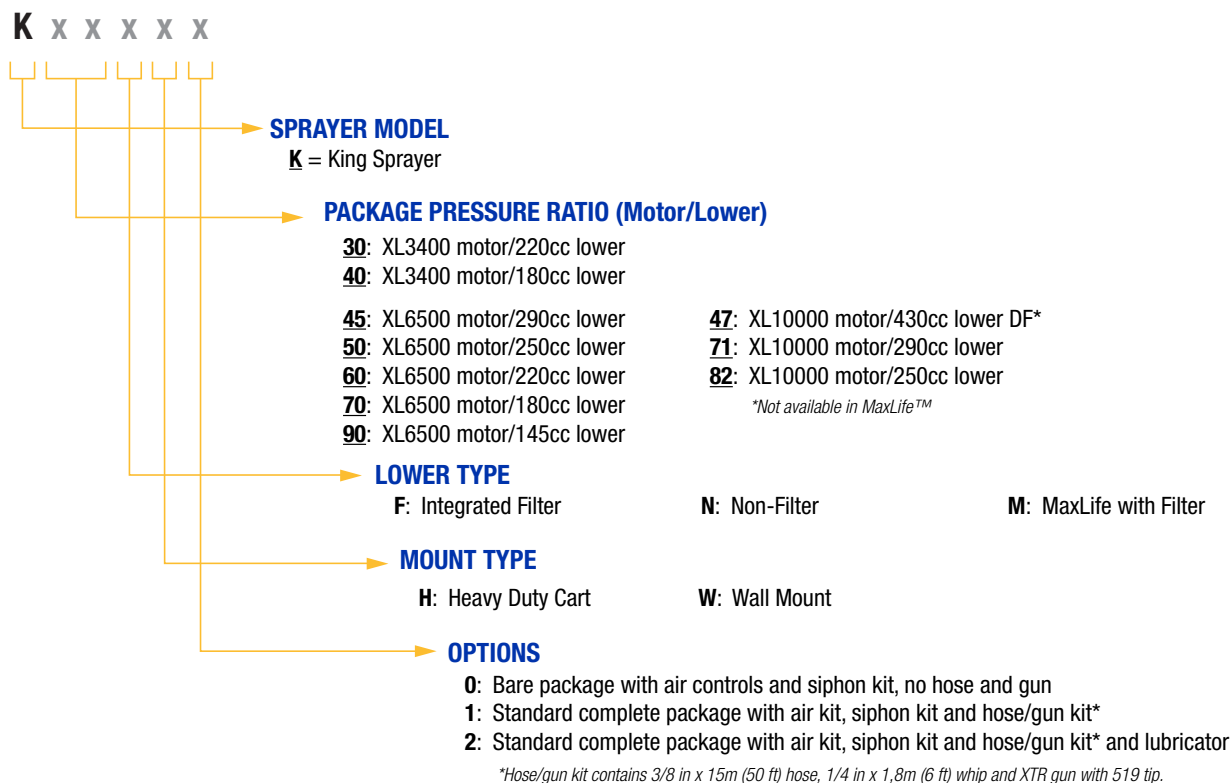 K x x x x x
SPRAYER MODEL
K = King Sprayer
PACKAGE PRESSURE RATIO (Motor/Lower)
30: XL3400 motor/220cc lower
40: XL3400 motor/180cc lower
45: XL6500 motor/290cc lower
50: XL6500 motor/250cc lower
60: XL6500 motor/220cc lower
70: XL6500 motor/180cc lower
90: XL6500 motor/145cc lower
47: XL10000 motor/430cc lower DF*
71: XL10000 motor/290cc lower
82: XL10000 motor/250cc lower
*Not available in MaxLife™
LOWER TYPE
F: Integrated Filter
N: Non-Filter
M: MaxLife with Filter
MOUNT TYPE
H: Heavy Duty Cart
W: Wall Mount
OPTIONS
0: Bare package with air controls and siphon kit, no hose and gun
1: Standard complete package with air kit, siphon kit and hose/gun kit*
2: Standard complete package with air kit, siphon kit and hose/gun kit* and lubricator
*Hose/gun kit contains 3/8 in x 15m (50 ft) hose, 1/4 in x 1,8m (6 ft) whip and XTR gun with 519 tip.